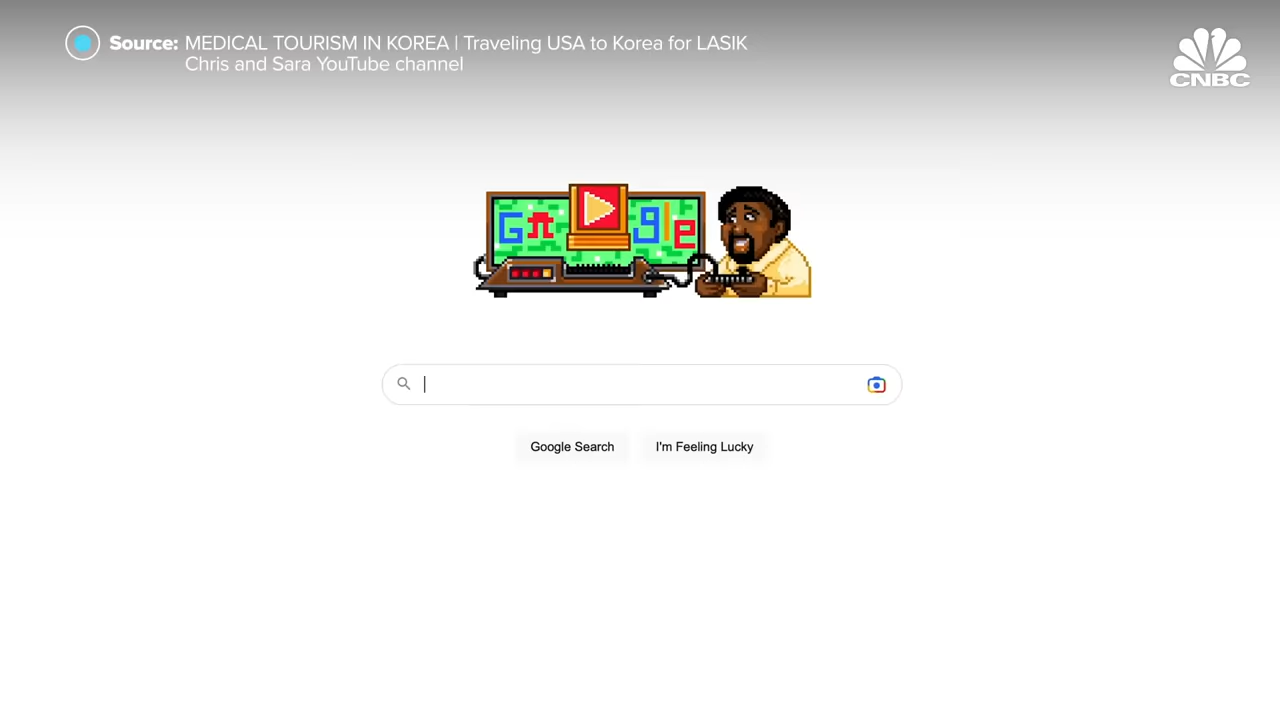 Source: MEDICAL TOURISM IN KOREA | Traveling USA to Korea for LASIK
Chris and Sara YouTube channel
CNBC
Google
Google Search
I'm Feeling Lucky